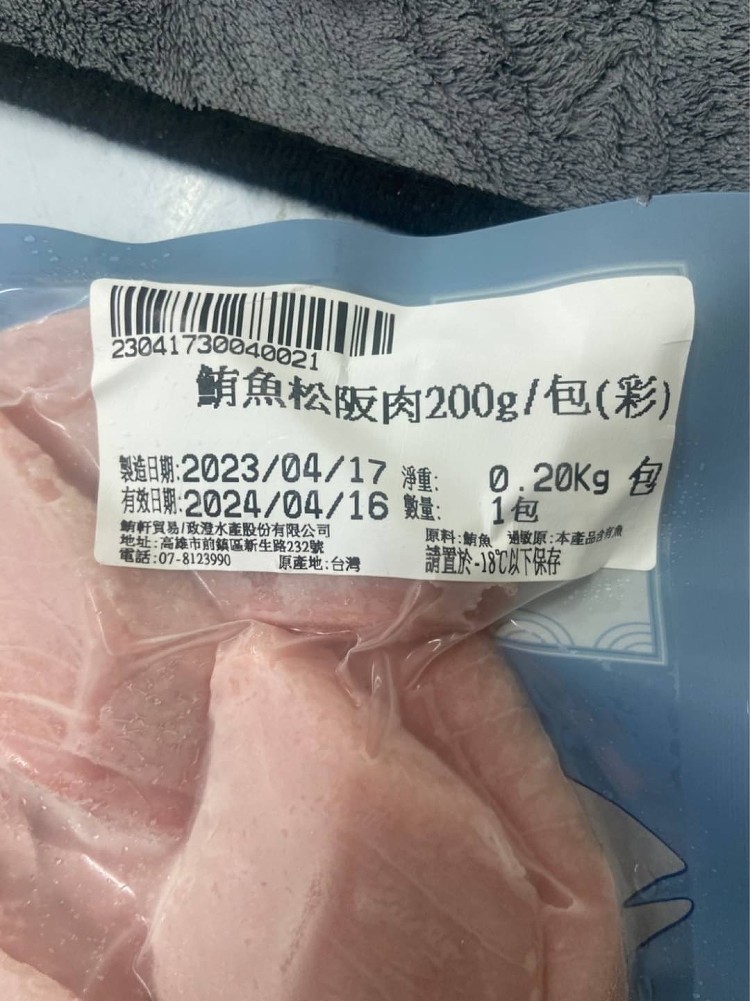 23041730040021
鮪魚松阪肉200g/包(彩)
製造日期:2023/04/17 淨重: 0.20Kg 包
有效日期:2024/04/16 數量: 1包
鮪軒貿易/政澄水產股份有限公司
原料:鮪魚 過敏原:本產品含有魚
地址:高雄市前鎮區新生路232號
電話:07-8123990 原產地:台灣
請置於-18℃以下保存